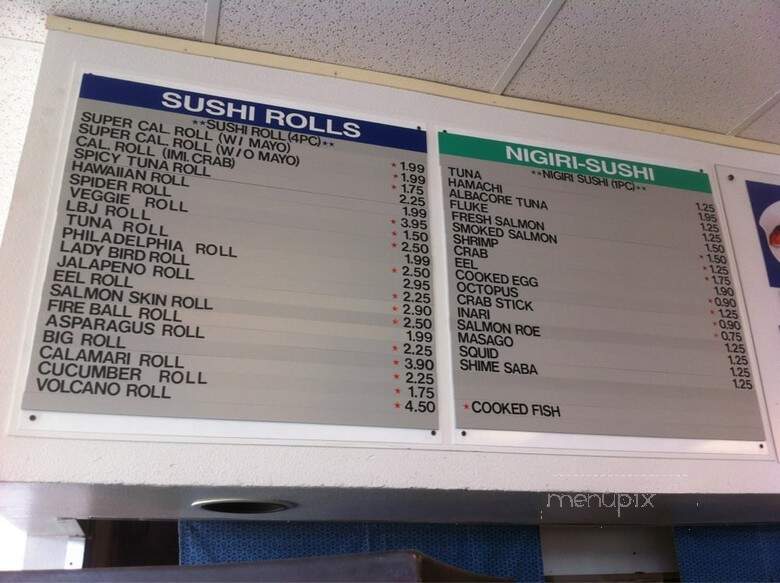 SUSHI ROLLS
**SUSHI ROLL (4PC)**
SUPER CAL. ROLL (W/ MAYO) *1.99
SUPER CAL. ROLL (W/O MAYO) *1.99
CAL. ROLL (IMI. CRAB) *1.75
SPICY TUNA ROLL 2.25
HAWAIIAN ROLL 1.99
SPIDER ROLL *3.95
VEGGIE ROLL *1.50
LBJ ROLL *2.50
TUNA ROLL 1.99
PHILADELPHIA ROLL *2.50
LADY BIRD ROLL 2.95
JALAPENO ROLL *2.25
EEL ROLL *2.90
SALMON SKIN ROLL *2.50
FIRE BALL ROLL 1.99
ASPARAGUS ROLL *2.25
BIG ROLL *3.90
CALAMARI ROLL *2.25
CUCUMBER ROLL *1.75
VOLCANO ROLL *4.50
NIGIRI-SUSHI
**NIGIRI SUSHI (1PC)**
TUNA 1.25
HAMACHI 1.95
ALBACORE TUNA 1.25
FLUKE 1.25
FRESH SALMON 1.50
SMOKED SALMON *1.50
SHRIMP *1.25
CRAB *1.75
EEL 1.90
COOKED EGG *0.90
OCTOPUS *1.25
CRAB STICK *0.90
INARI *0.75
SALMON ROE 1.25
MASAGO 1.25
SQUID 1.25
SHIME SABA 1.25
*COOKED FISH
menupix